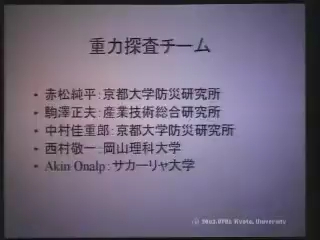 重力探査チーム
• 赤松純平：京都大学防災研究所
• 駒澤正夫：産業技術総合研究所
• 中村佳重郎：京都大学防災研究所
• 西村敬一：岡山理科大学
• Akin Onalp：サカーリャ大学
Kyoto, University